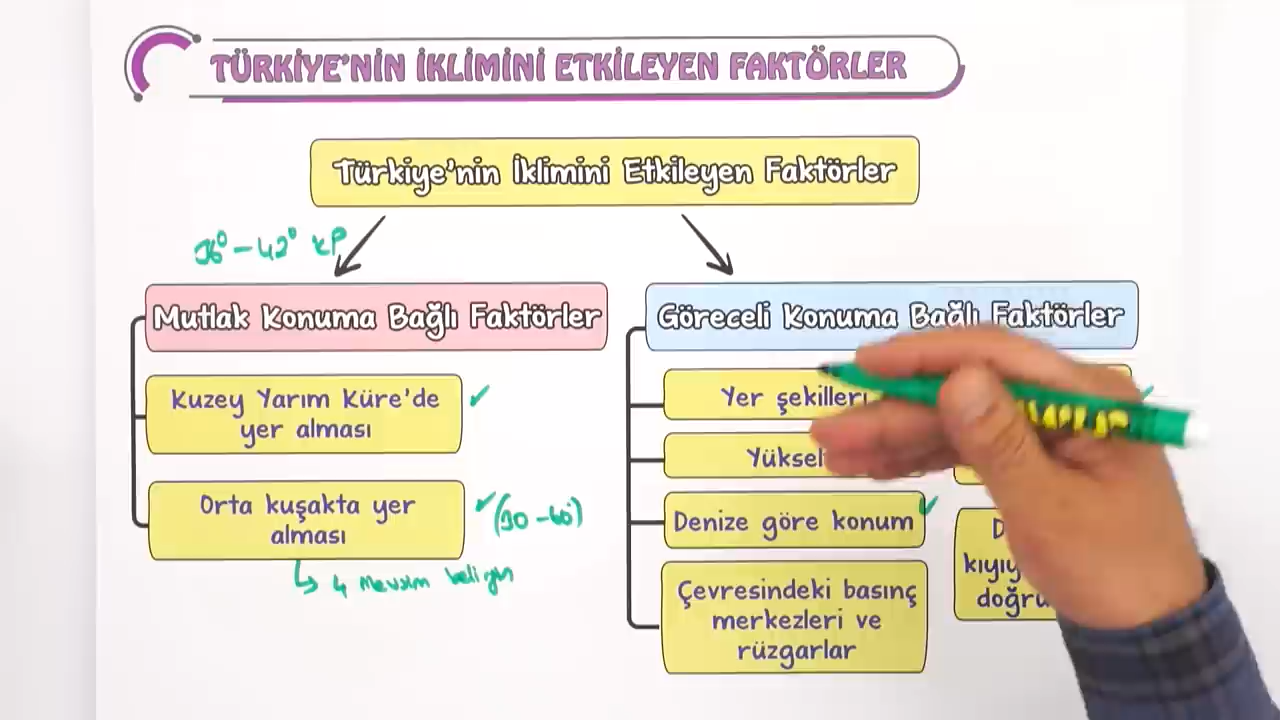 TÜRKİYE'NİN İKLİMİNİ ETKİLEYEN FAKTÖRLER
Türkiye'nin İklimini Etkileyen Faktörler
36° - 42° KP
Mutlak Konuma Bağlı Faktörler
Kuzey Yarım Küre'de
yer alması
Orta kuşakta yer
alması
4 mevsim belirgin
Göreceli Konuma Bağlı Faktörler
Yer şekilleri
Denize göre konum
Çevresindeki basınç
merkezleri ve
rüzgarlar